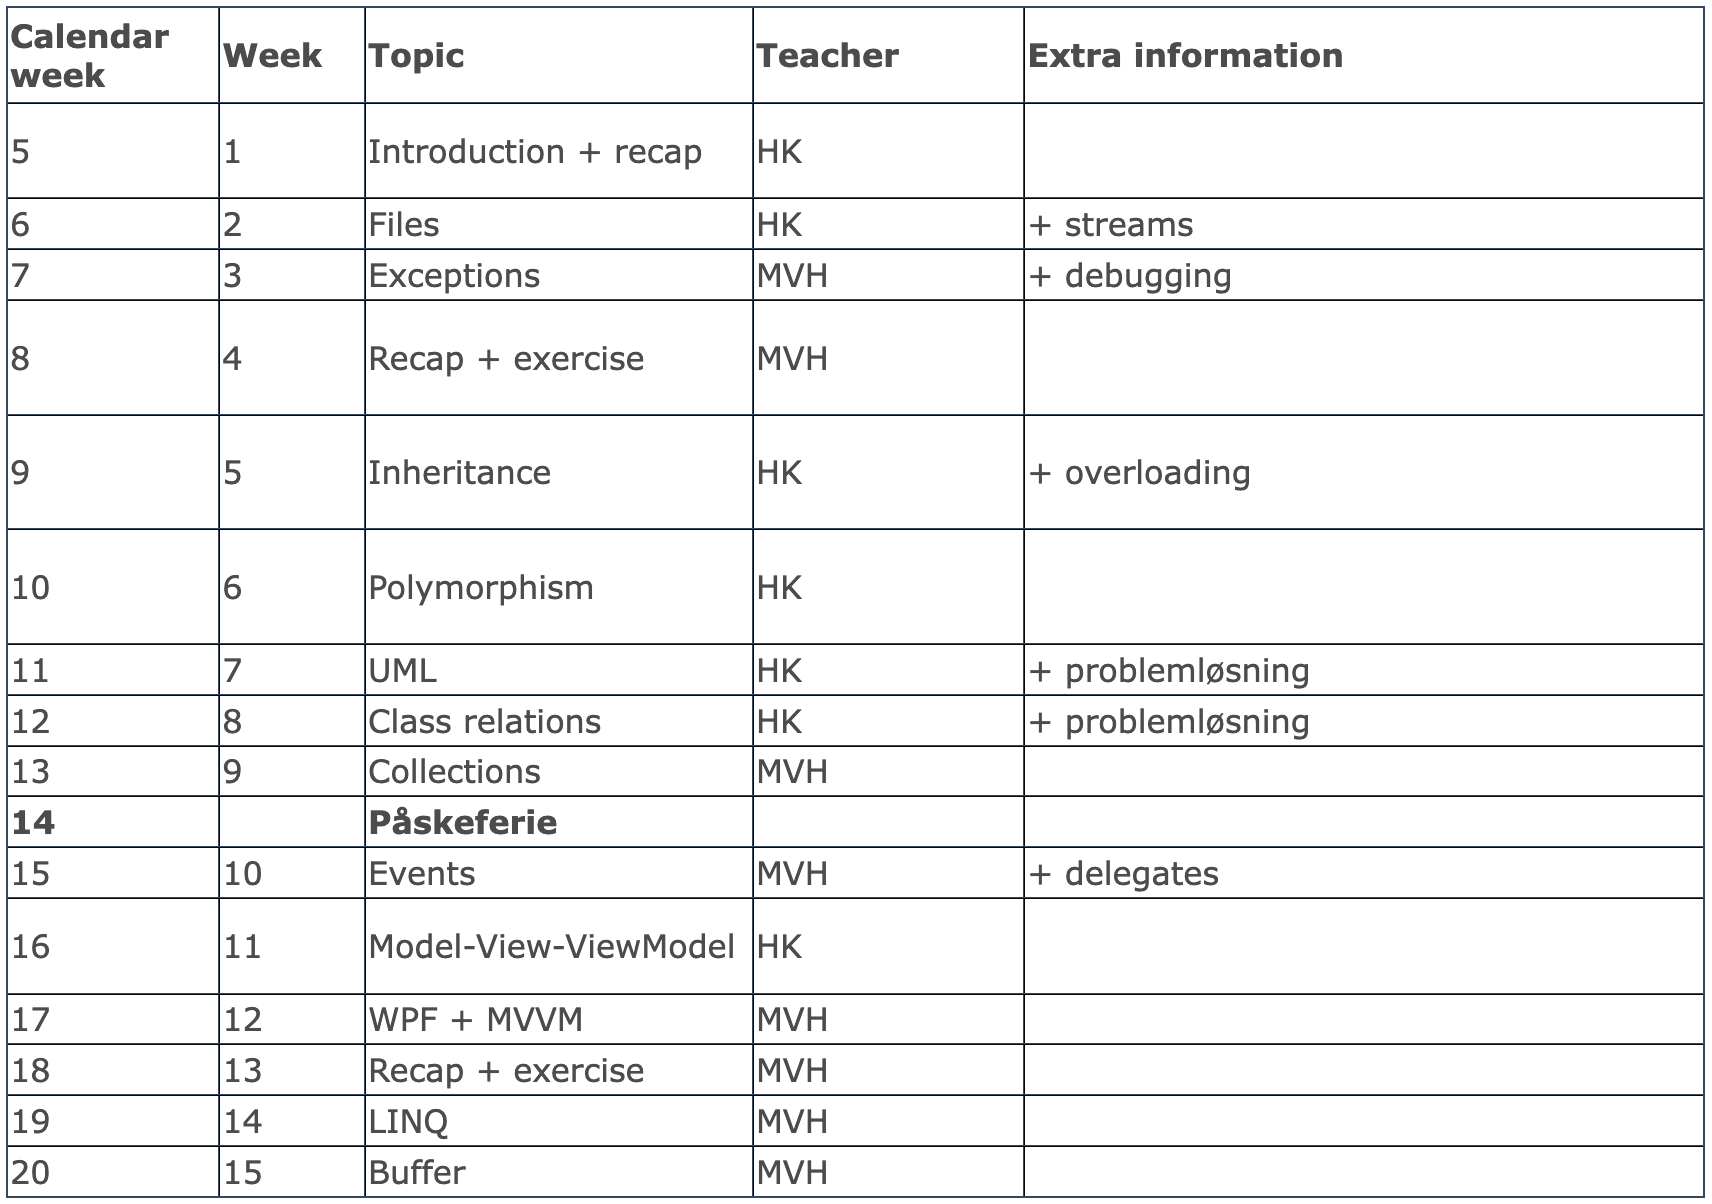 Calendar week Week Topic Teacher Extra information
5 1 Introduction + recap HK
6 2 Files HK + streams
7 3 Exceptions MVH + debugging
8 4 Recap + exercise MVH
9 5 Inheritance HK + overloading
10 6 Polymorphism HK
11 7 UML HK + problemløsning
12 8 Class relations HK + problemløsning
13 9 Collections MVH
14 Påskeferie
15 10 Events MVH + delegates
16 11 Model-View-ViewModel HK
17 12 WPF + MVVM MVH
18 13 Recap + exercise MVH
19 14 LINQ MVH
20 15 Buffer MVH